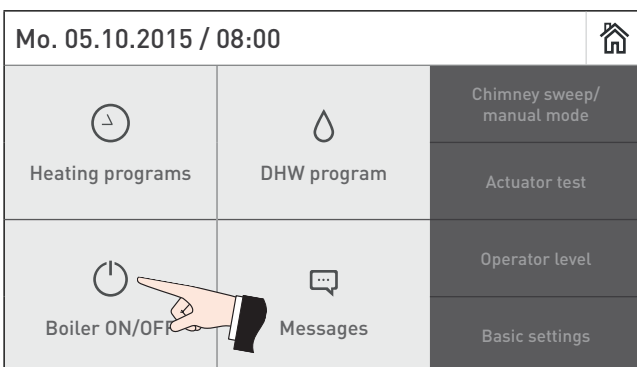 Mo. 05.10.2015 / 08:00
Heating programs
DHW program
Chimney sweep/
manual mode
Actuator test
Boiler ON/OFF
Messages
Operator level
Basic settings